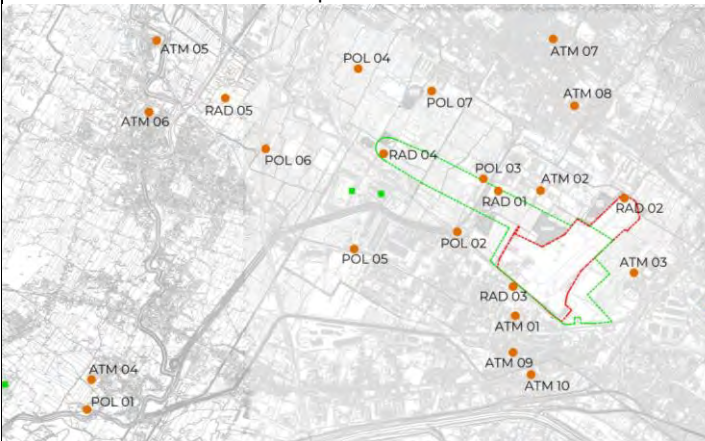 ATM 05
POL 04
ATM 07
RAD 05
POL 07
ATM 08
ATM 06
POL 06
RAD 04
POL 03
ATM 02
RAD 01
RAD 02
POL 02
POL 05
ATM 03
RAD 03
ATM 01
ATM 09
ATM 04
ATM 10
POL 01